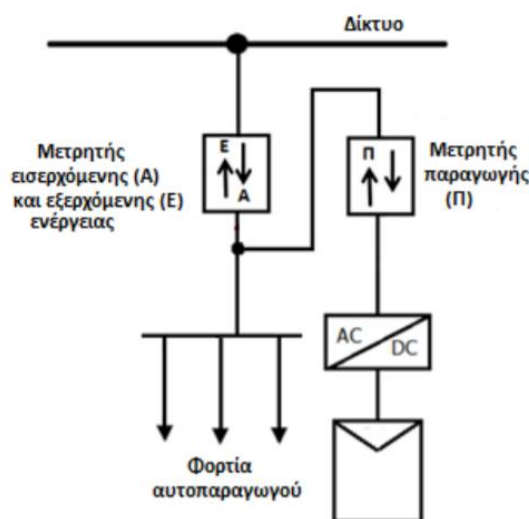 Δίκτυο
Μετρητής
εισερχόμενης (Α)
και εξερχόμενης (Ε)
ενέργειας
Ε
Α
Π
Μετρητής
παραγωγής
(Π)
AC
DC
Φορτία
αυτοπαραγωγού